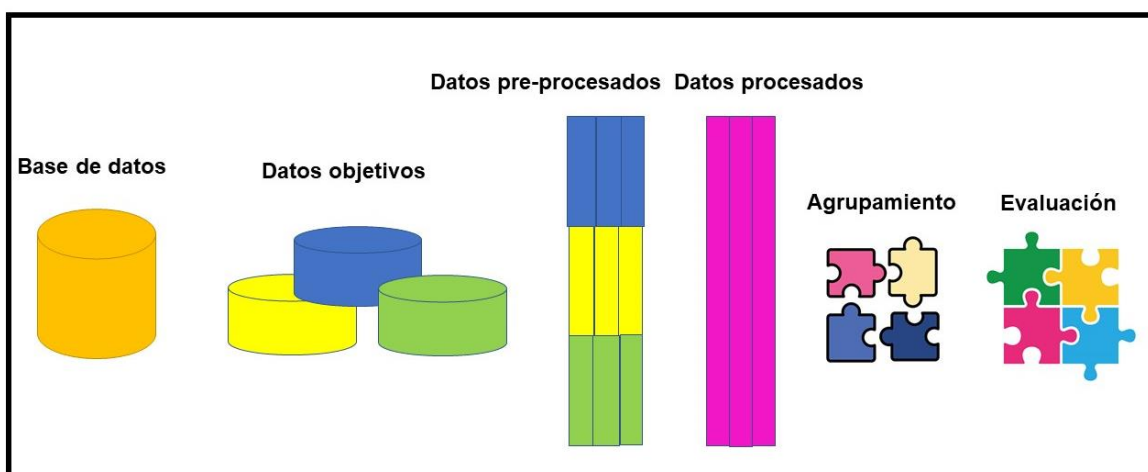 Base de datos
Datos objetivos
Datos pre-procesados
Datos procesados
Agrupamiento
Evaluación